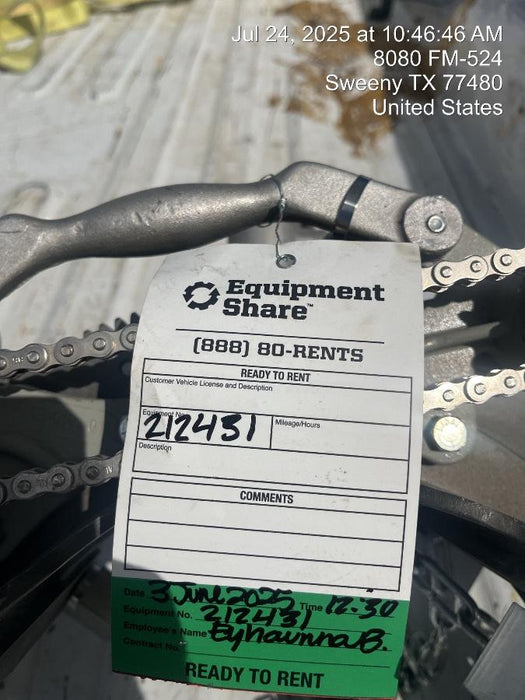 Jul 24, 2025 at 10:46:46 AM
8080 FM-524
Sweeny TX 77480
United States
Equipment
Share™
(888) 80-RENTS
READY TO RENT
Customer Vehicle License and Description
Equipment No. Mileage/Hours
212431
Description
COMMENTS
Date 3 June 2025 Time 12:30
Equipment No. 212431
Employee's Name Eyhaunna B.
Contract No.
READY TO RENT